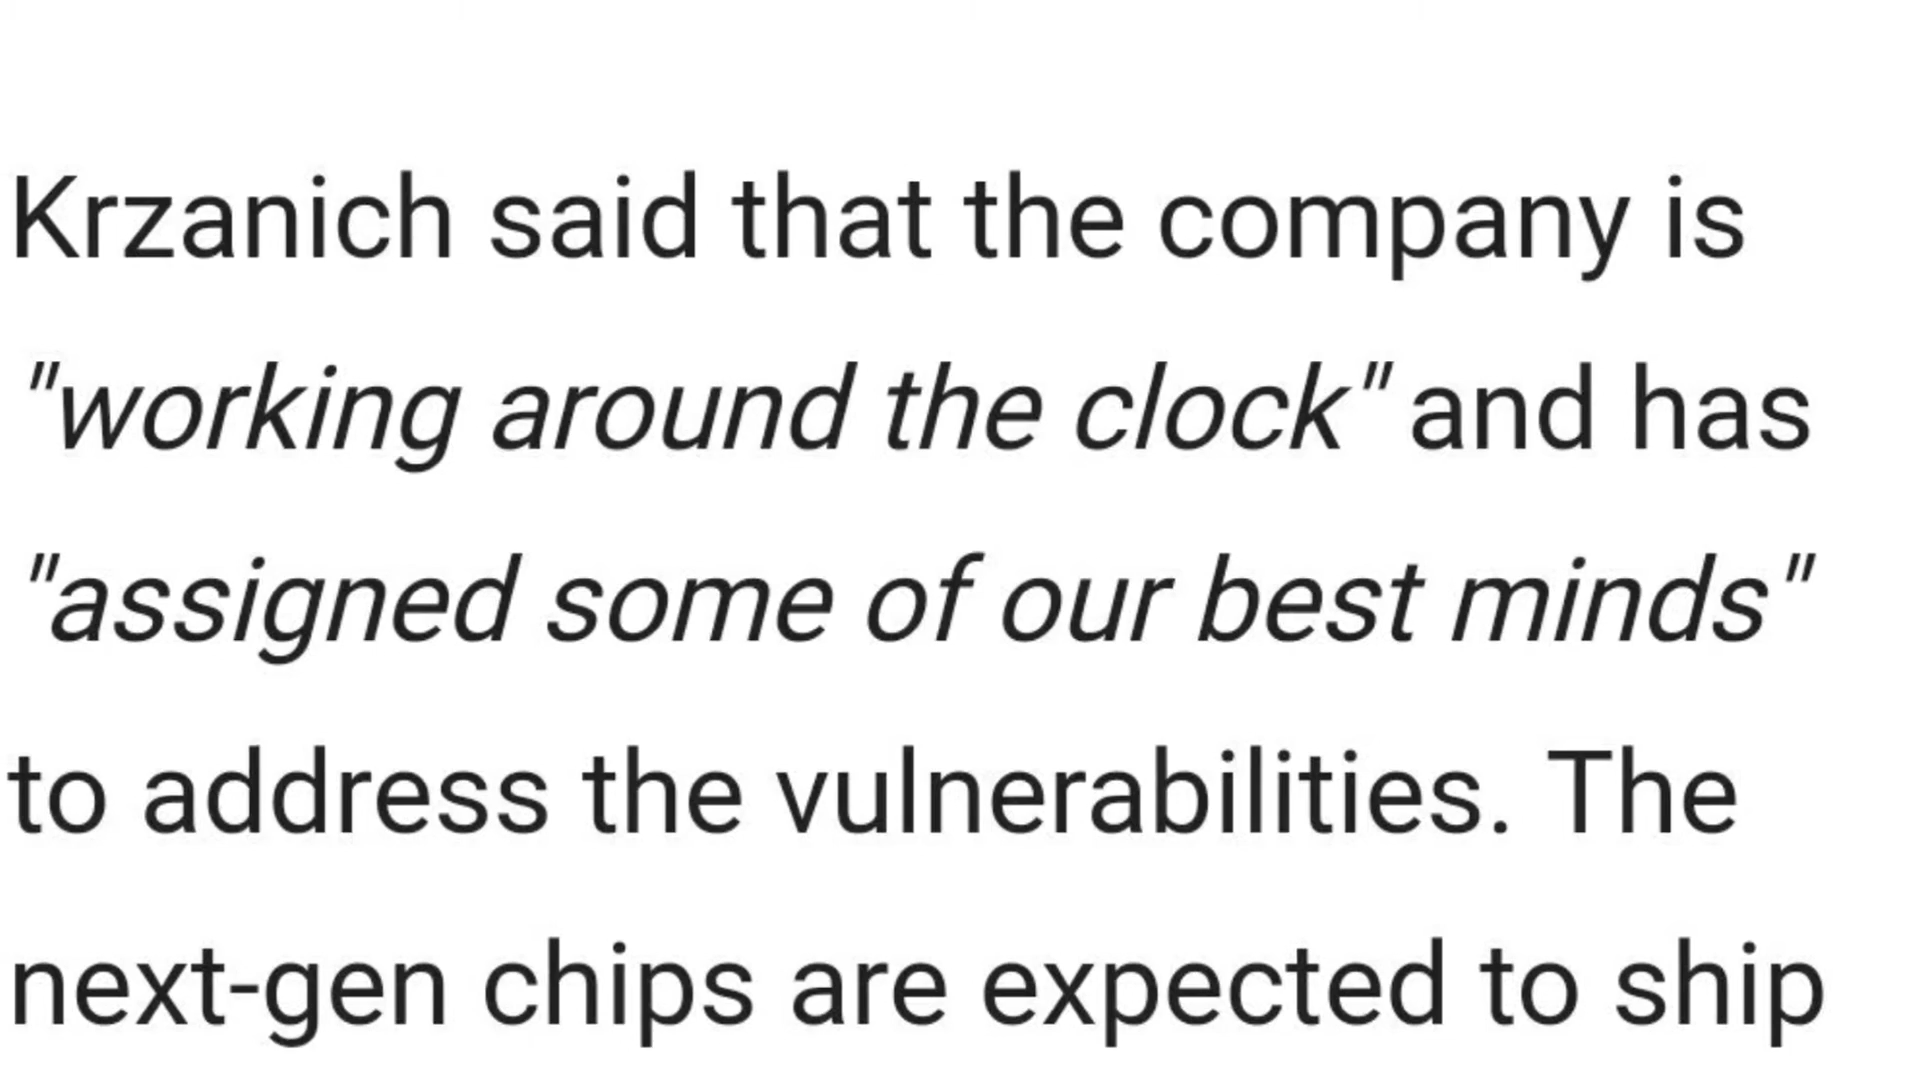 Krzanich said that the company is
"working around the clock" and has
"assigned some of our best minds"
to address the vulnerabilities. The
next-gen chips are expected to ship